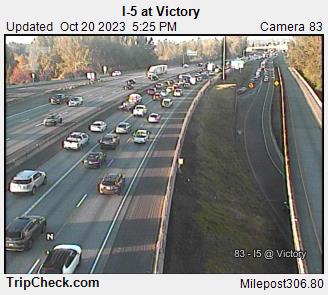 I-5 at Victory
Updated Oct 20 2023 5:25 PM Camera 83
N
83 - I5 @ Victory
TripCheck.com Milepost306.80